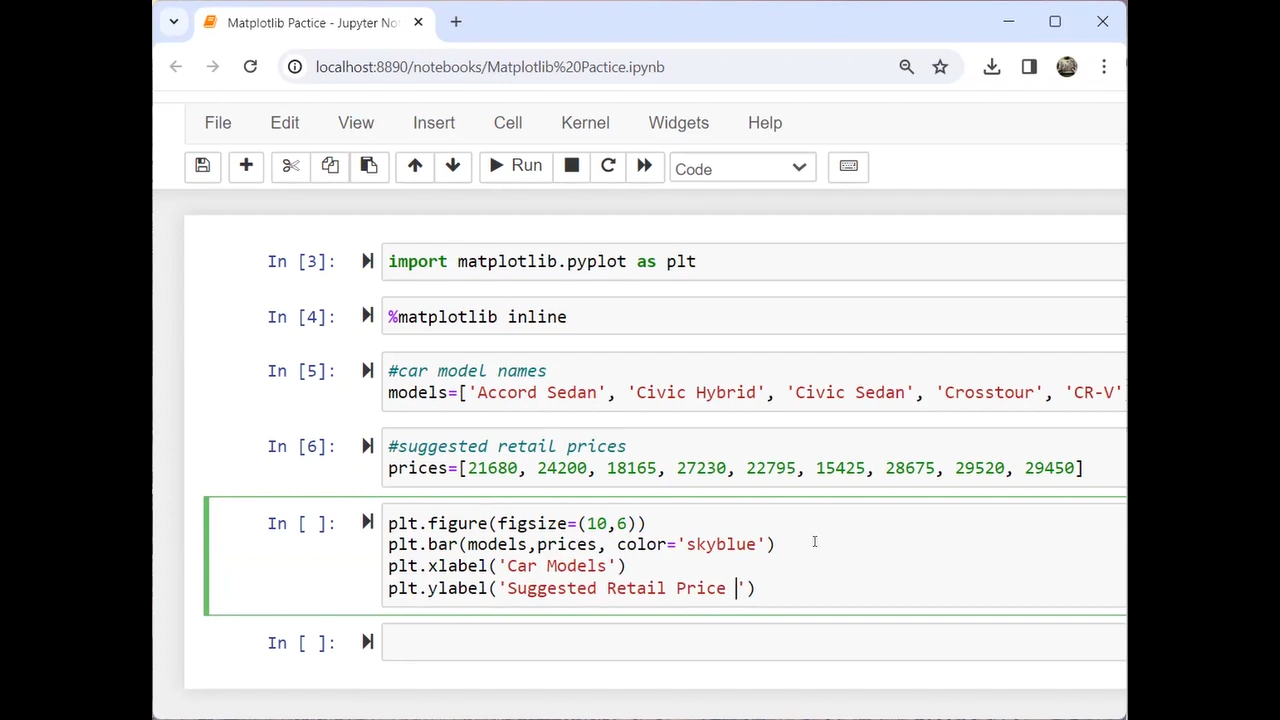 Matplotlib Pactice - Jupyter No
localhost:8890/notebooks/Matplotlib%20Pactice.ipynb
File Edit View Insert Cell Kernel Widgets Help
Run Code
In [3]: import matplotlib.pyplot as plt
In [4]: %matplotlib inline
In [5]: #car model names
models=['Accord Sedan', 'Civic Hybrid', 'Civic Sedan', 'Crosstour', 'CR-V'
In [6]: #suggested retail prices
prices=[21680, 24200, 18165, 27230, 22795, 15425, 28675, 29520, 29450]
In [ ]: plt.figure(figsize=(10,6))
plt.bar(models,prices, color='skyblue')
plt.xlabel('Car Models')
plt.ylabel('Suggested Retail Price ')
In [ ]: